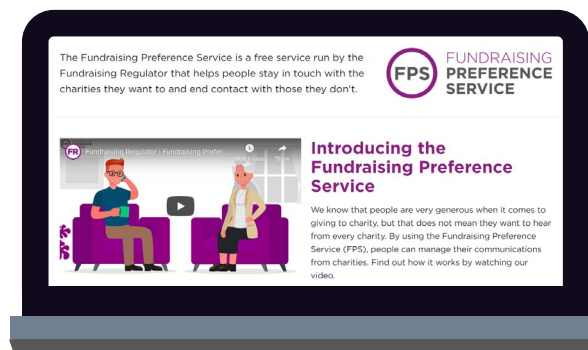 The Fundraising Preference Service is a free service run by the
Fundraising Regulator that helps people stay in touch with the
charities they want to and end contact with those they don't.
FPS
FUNDRAISING
PREFERENCE
SERVICE
FR
Fundraising Regulator | Fundraising Prefer...
Share
Introducing the
Fundraising Preference
Service
We know that people are very generous when it comes to
giving to charity, but that does not mean they want to hear
from every charity. By using the Fundraising Preference
Service (FPS), people can manage their communications
from charities. Find out how it works by watching our
video.